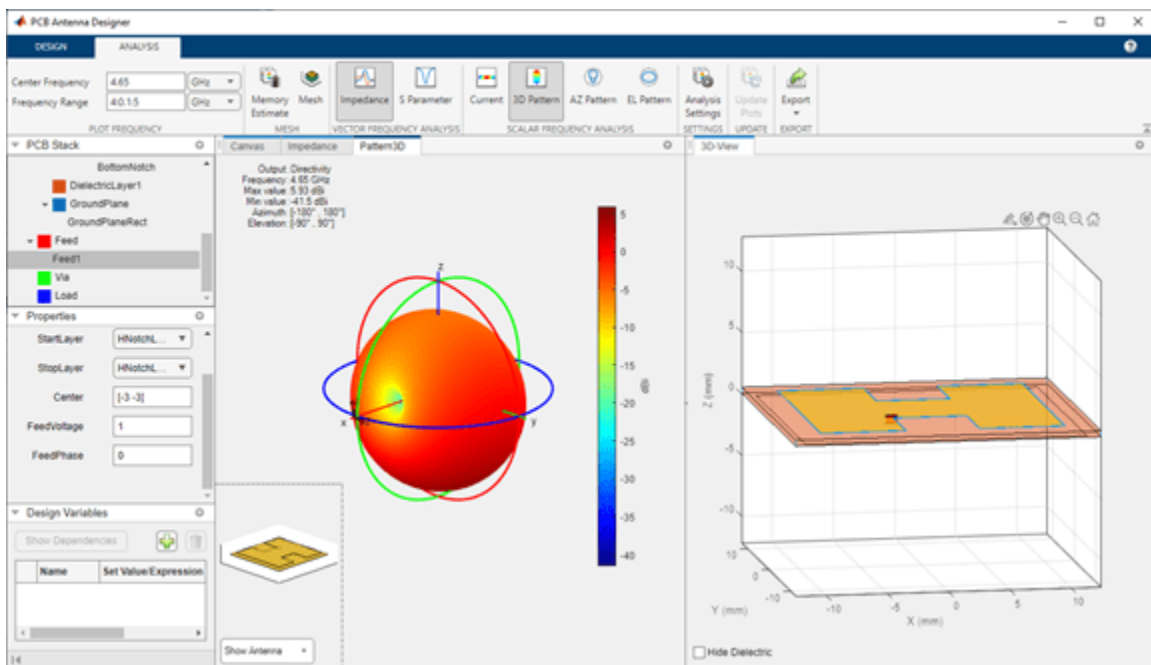 PCB Antenna Designer
DESIGN
ANALYSIS
Center Frequency 4.65 GHz
Frequency Range 4:0.1:5 GHz
PLOT FREQUENCY
Memory Estimate
Mesh
MESH
Impedance
S Parameter
VECTOR FREQUENCY ANALYSIS
Current
3D Pattern
AZ Pattern
EL Pattern
SCALAR FREQUENCY ANALYSIS
Analysis Settings
SETTINGS
Update Plots
UPDATE
Export
EXPORT
PCB Stack
BottomNotch
DielectricLayer1
GroundPlane
GroundPlaneRect
Feed
Feed1
Via
Load
Properties
StartLayer HNotchL...
StopLayer HNotchL...
Center [-3 -3]
FeedVoltage 1
FeedPhase 0
Design Variables
Show Dependencies
Name Set Value/Expression
Canvas Impedance Pattern3D
Output: Directivity
Frequency: 4.65 GHz
Max value: 5.93 dBi
Min value: -41.5 dBi
Azimuth: [-180° , 180°]
Elevation: [-90° , 90°]
z
x
y
5
0
-5
-10
-15
-20
-25
-30
-35
-40
dBi
Show Antenna
3D-View
10
5
0
-5
-10
Z (mm)
10
0
-10
Y (mm)
-10
-5
0
5
10
X (mm)
Hide Dielectric